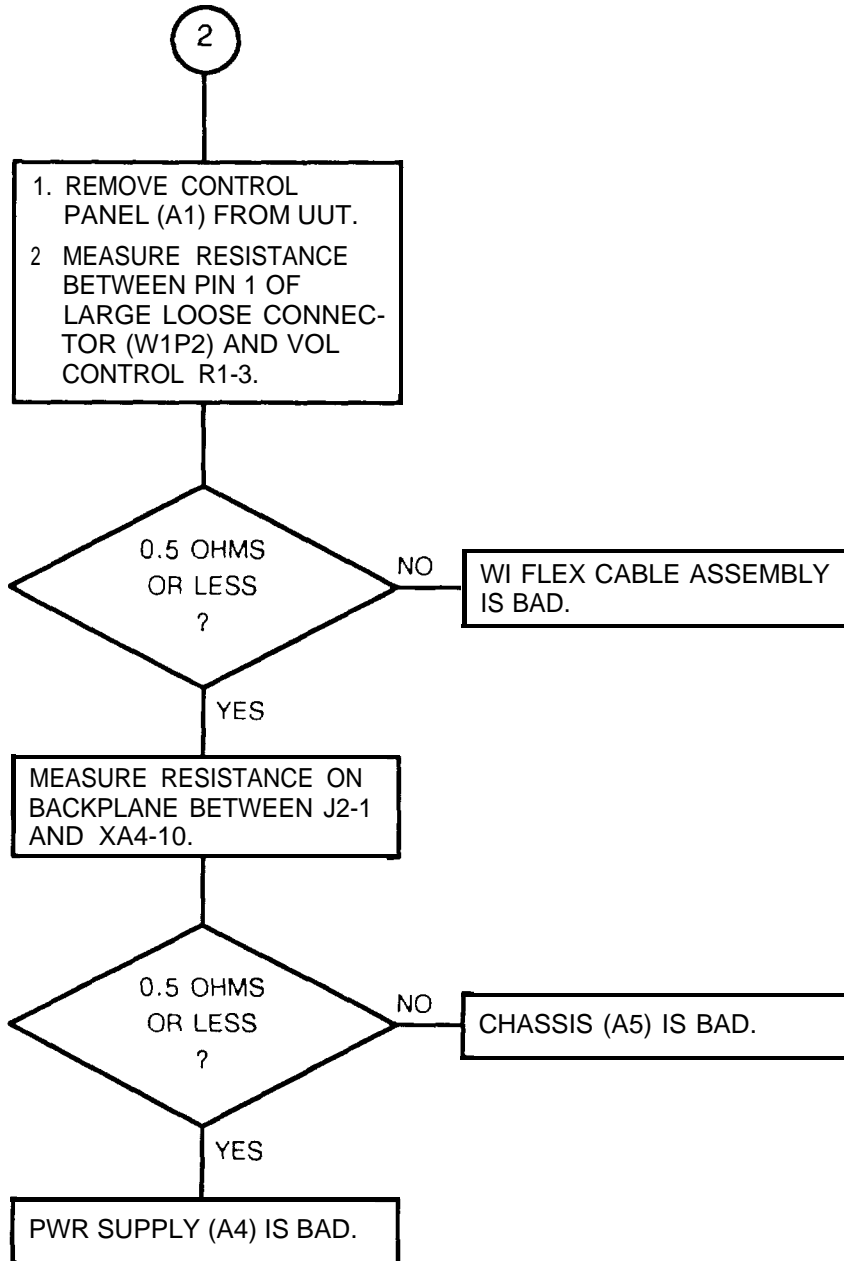 2
1. REMOVE CONTROL
PANEL (A1) FROM UUT.
2 MEASURE RESISTANCE
BETWEEN PIN 1 OF
LARGE LOOSE CONNEC-
TOR (W1P2) AND VOL
CONTROL R1-3.
0.5 OHMS
OR LESS
?
NO
WI FLEX CABLE ASSEMBLY
IS BAD.
YES
MEASURE RESISTANCE ON
BACKPLANE BETWEEN J2-1
AND XA4-10.
0.5 OHMS
OR LESS
?
NO
CHASSIS (A5) IS BAD.
YES
PWR SUPPLY (A4) IS BAD.